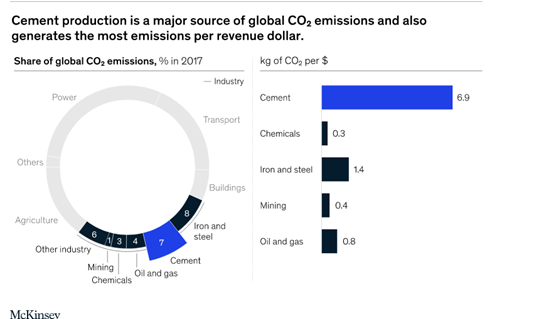 Cement production is a major source of global CO₂ emissions and also
generates the most emissions per revenue dollar.
Share of global CO₂ emissions, % in 2017
Industry
Power
Transport
Others
Buildings
Agriculture
8
Iron and
steel
6
1
3
4
7
Other industry
Cement
Mining
Oil and gas
Chemicals
kg of CO₂ per $
Cement 6.9
Chemicals 0.3
Iron and steel 1.4
Mining 0.4
Oil and gas 0.8
McKinsey